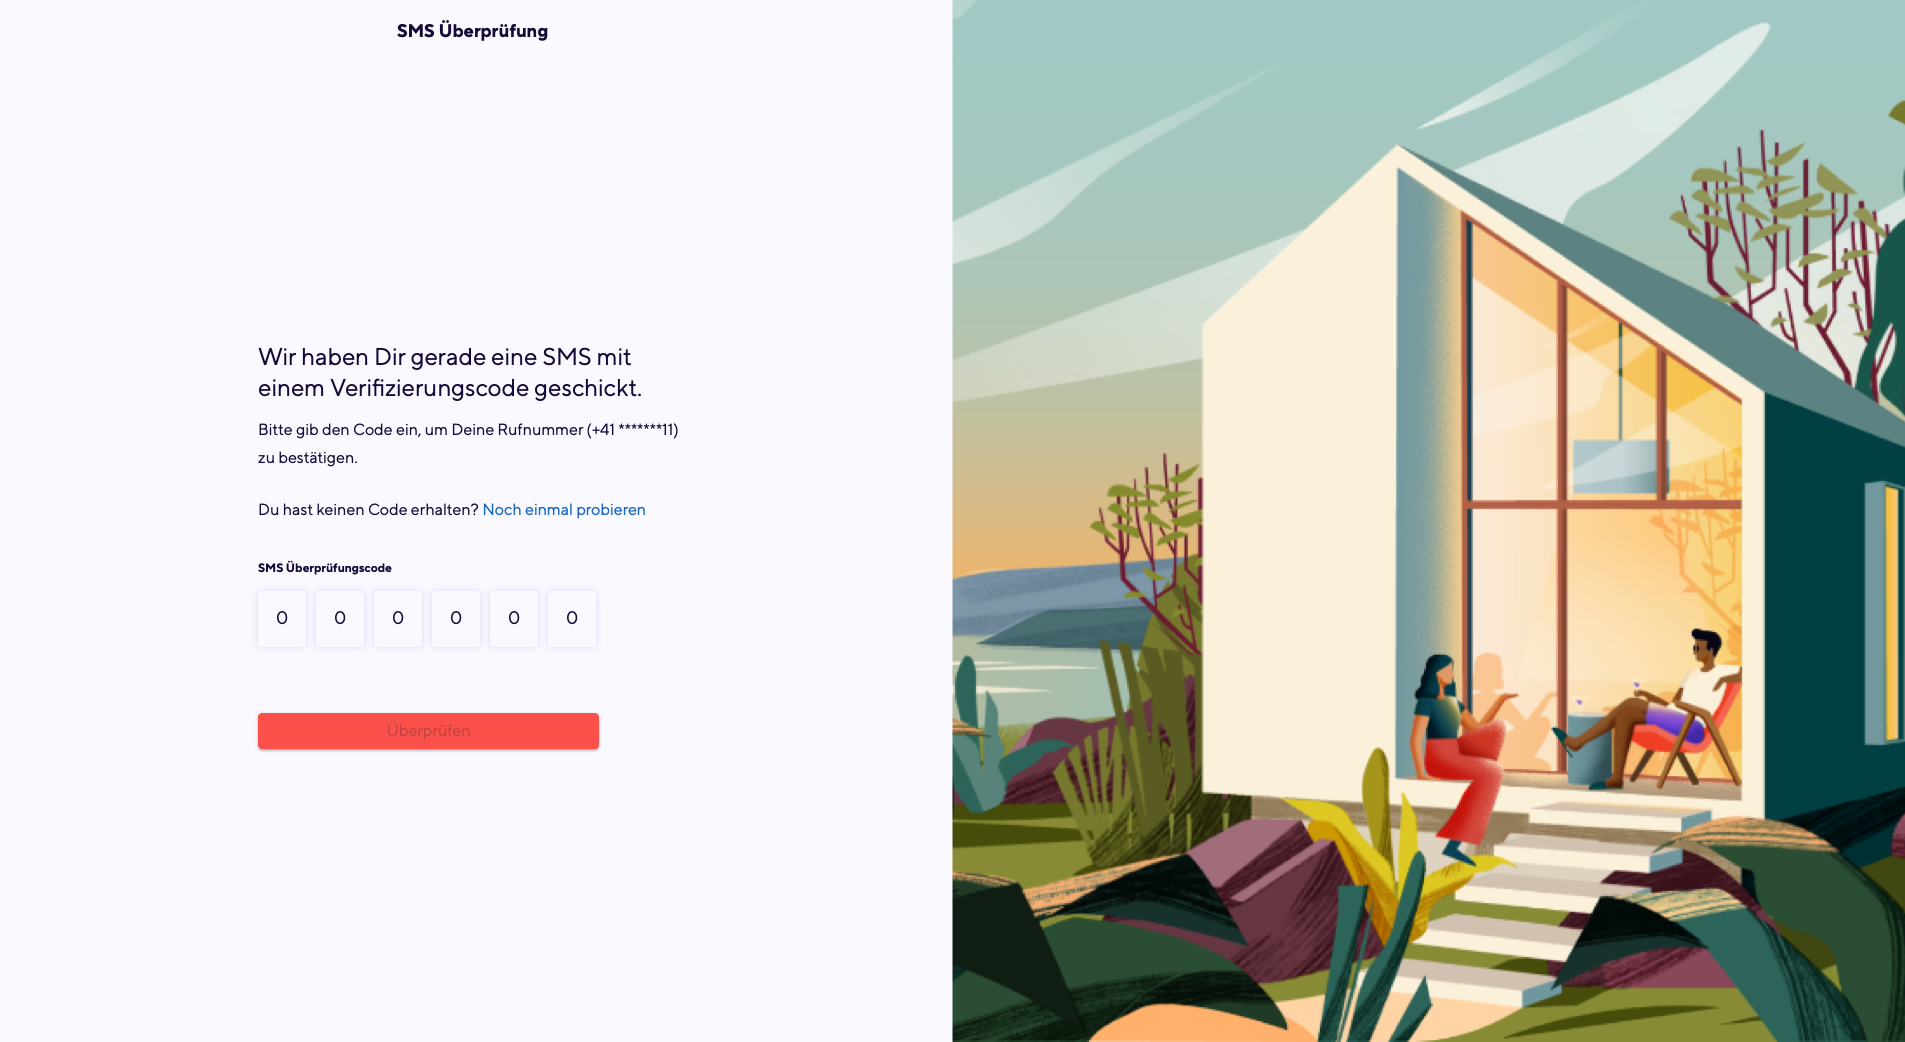 SMS Überprüfung
Wir haben Dir gerade eine SMS mit
einem Verifizierungscode geschickt.
Bitte gib den Code ein, um Deine Rufnummer (+41 *******11)
zu bestätigen.
Du hast keinen Code erhalten? Noch einmal probieren
SMS Überprüfungscode
0 0 0 0 0 0
Überprüfen